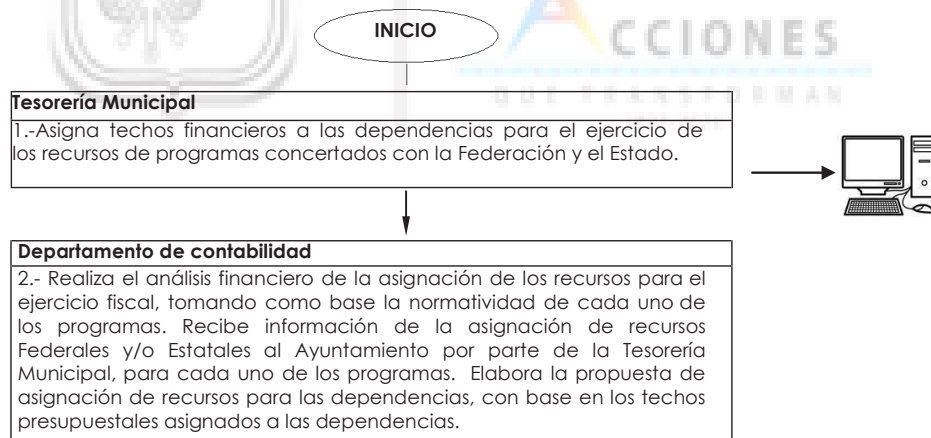 INICIO
ACCIONES
QUE TRANSFORMAN
Tesorería Municipal
1.-Asigna techos financieros a las dependencias para el ejercicio de
los recursos de programas concertados con la Federación y el Estado.
Departamento de contabilidad
2.- Realiza el análisis financiero de la asignación de los recursos para el
ejercicio fiscal, tomando como base la normatividad de cada uno de
los programas. Recibe información de la asignación de recursos
Federales y/o Estatales al Ayuntamiento por parte de la Tesorería
Municipal, para cada uno de los programas. Elabora la propuesta de
asignación de recursos para las dependencias, con base en los techos
presupuestales asignados a las dependencias.